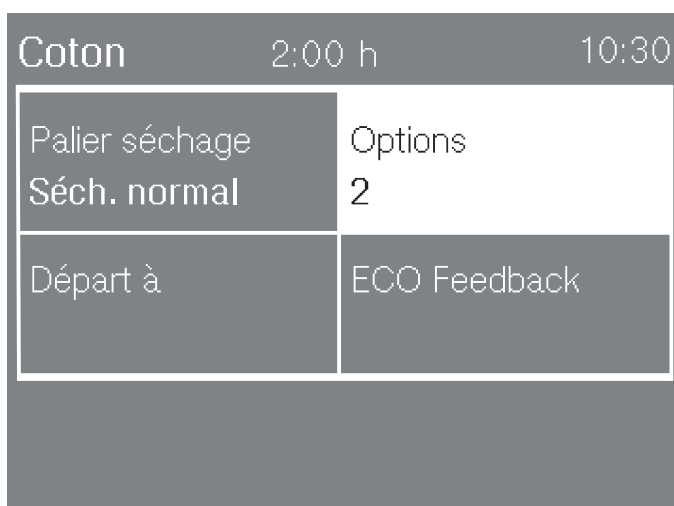 Coton 2:00 h 10:30
Palier séchage
Séch. normal
Options
2
Départ à
ECO Feedback